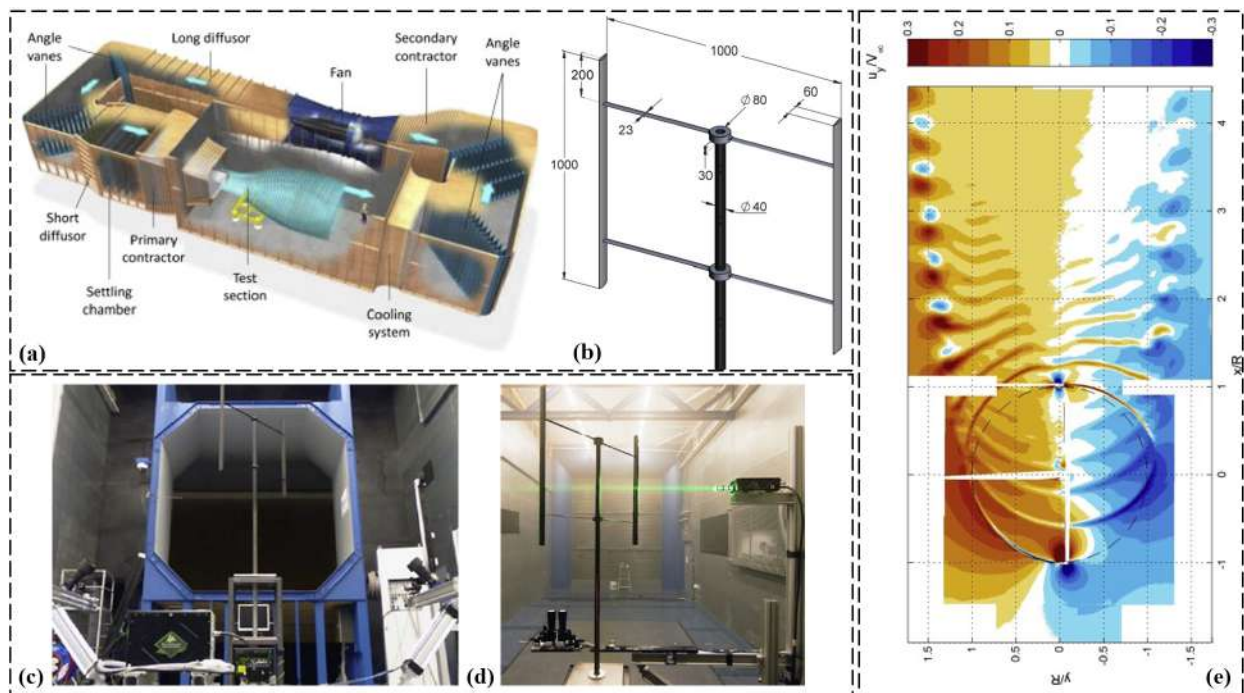 Angle
vanes
Long diffusor
Secondary
contractor
Angle
vanes
Fan
Short
diffusor
Primary
contractor
Settling
chamber
Test
section
Cooling
system
(a)
1000
200
60
Ø 80
23
1000
30
Ø 40
(b)
(c)
(d)
0.3
0.2
0.1
0
-0.1
-0.2
-0.3
u_y/V_∞
4
3
2
1
0
-1
x/R
1.5
1
0.5
0
-0.5
-1
-1.5
y/R
(e)